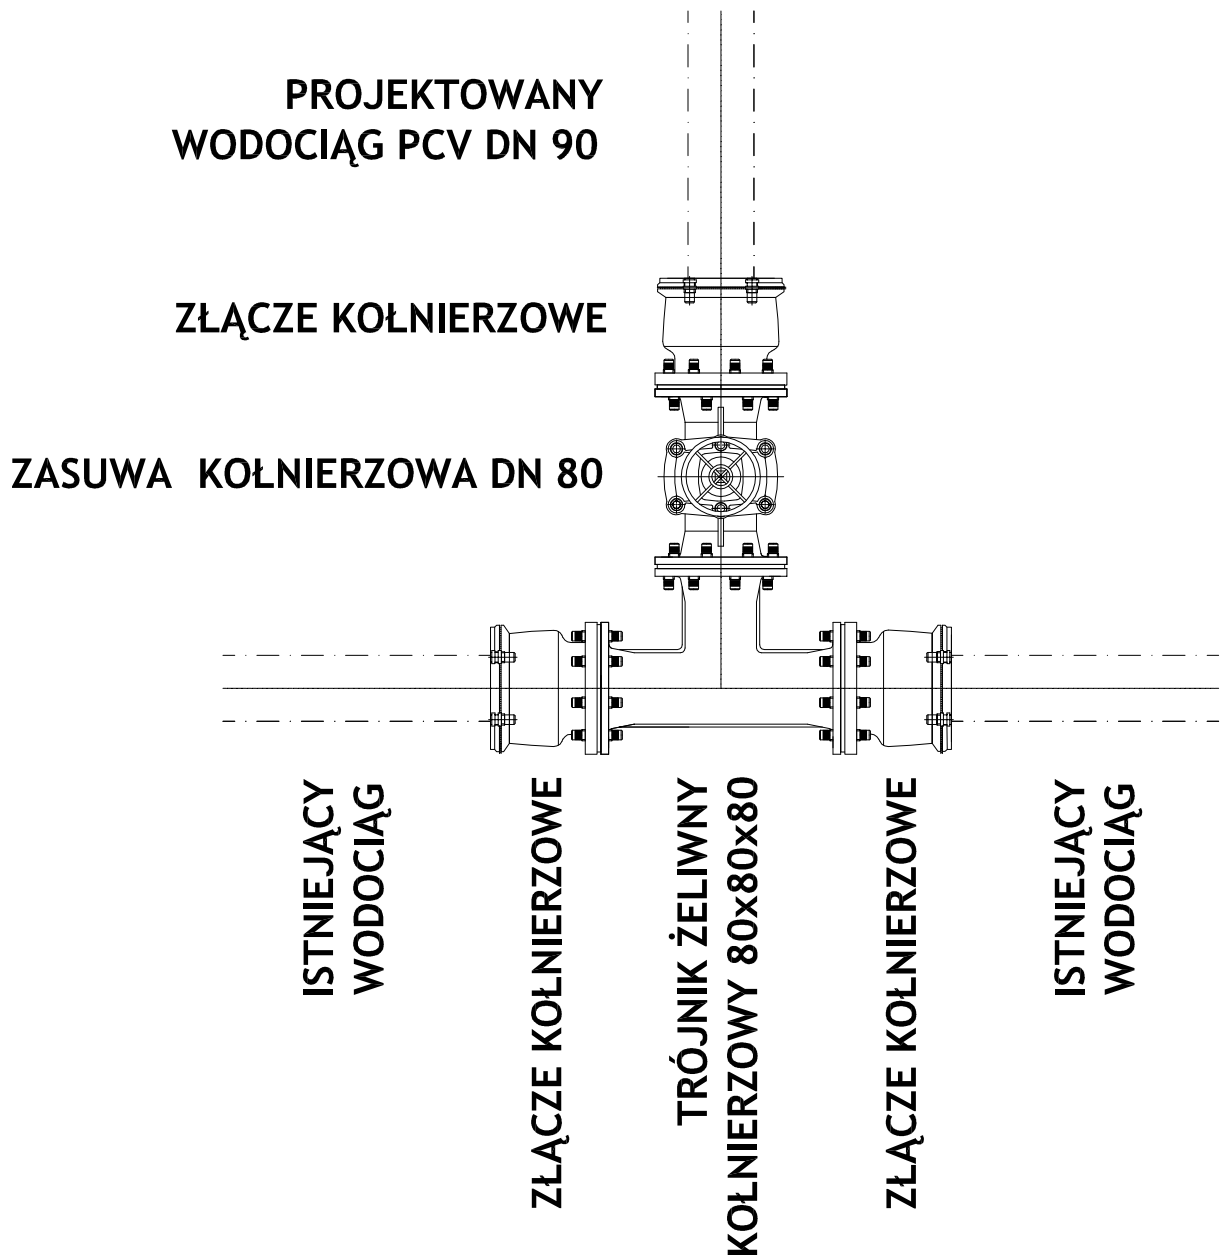 PROJEKTOWANY
WODOCIĄG PCV DN 90
ZŁĄCZE KOŁNIERZOWE
ZASUWA  KOŁNIERZOWA DN 80
ISTNIEJĄCY
WODOCIĄG
ZŁĄCZE KOŁNIERZOWE
TRÓJNIK ŻELIWNY
KOŁNIERZOWY 80x80x80
ZŁĄCZE KOŁNIERZOWE
ISTNIEJĄCY
WODOCIĄG